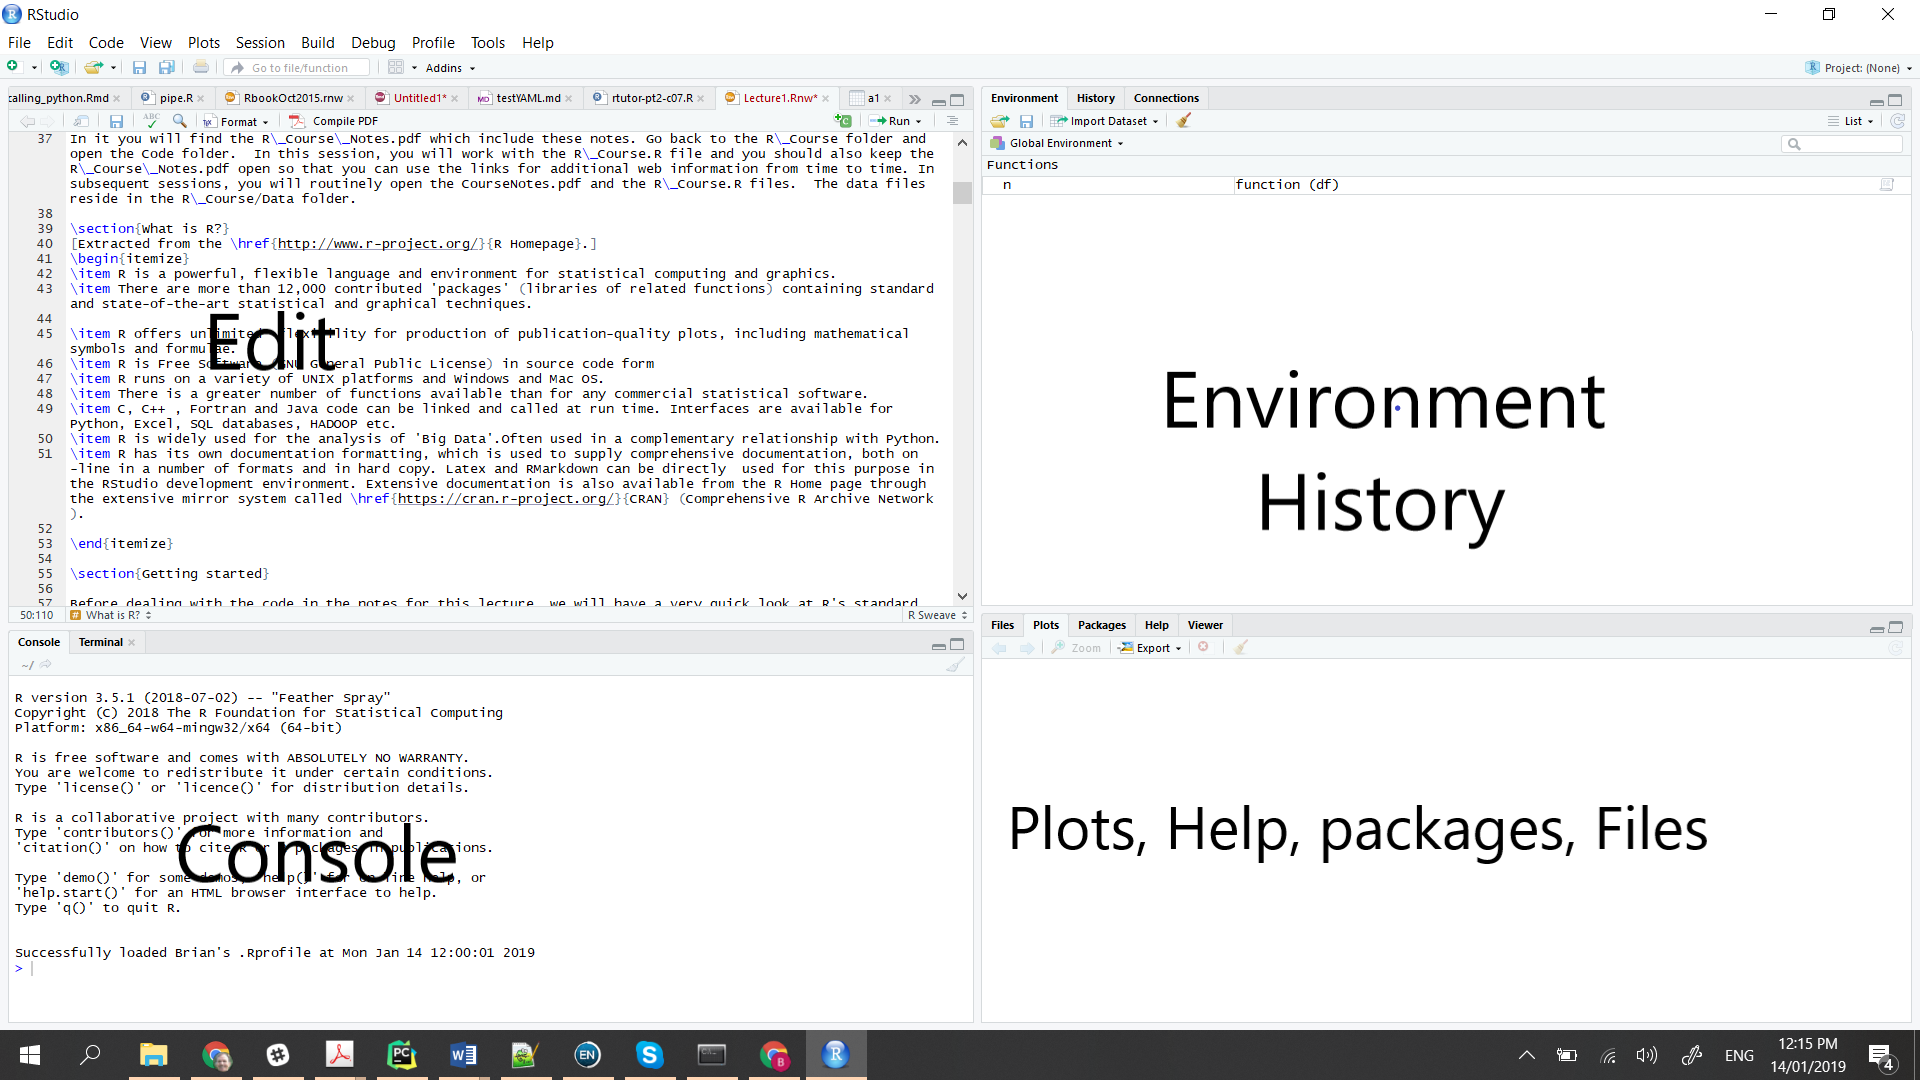 RStudio
File Edit Code View Plots Session Build Debug Profile Tools Help
Go to file/function Addins Project: (None)
calling_python.Rmd pipe.R RbookOct2015.rnw Untitled1* testYAML.md rtutor-pt2-c07.R Lecture1.Rnw* a1
ABC Format Compile PDF Run
37 In it you will find the R\_Course\_Notes.pdf which include these notes. Go back to the R\_Course folder and
open the Code folder.  In this session, you will work with the R\_Course.R file and you should also keep the
R\_Course\_Notes.pdf open so that you can use the links for additional web information from time to time. In
subsequent sessions, you will routinely open the CourseNotes.pdf and the R\_Course.R files.  The data files
reside in the R\_Course/Data folder.
38
39 \section{What is R?}
40 [Extracted from the \href{http://www.r-project.org/}{R Homepage}.]
41 \begin{itemize}
42 \item R is a powerful, flexible language and environment for statistical computing and graphics.
43 \item There are more than 12,000 contributed 'packages' (libraries of related functions) containing standard
and state-of-the-art statistical and graphical techniques.
44
45 \item R offers unlimited flexibility for production of publication-quality plots, including mathematical
symbols and formulae.
46 \item R is Free Software (GNU General Public License) in source code form
47 \item R runs on a variety of UNIX platforms and Windows and Mac OS.
48 \item There is a greater number of functions available than for any commercial statistical software.
49 \item C, C++ , Fortran and Java code can be linked and called at run time. Interfaces are available for
Python, Excel, SQL databases, HADOOP etc.
50 \item R is widely used for the analysis of 'Big Data'.Often used in a complementary relationship with Python.
51 \item R has its own documentation formatting, which is used to supply comprehensive documentation, both on
-line in a number of formats and in hard copy. Latex and RMarkdown can be directly  used for this purpose in
the RStudio development environment. Extensive documentation is also available from the R Home page through
the extensive mirror system called \href{https://cran.r-project.org/}{CRAN} (Comprehensive R Archive Network
).
52
53 \end{itemize}
54
55 \section{Getting started}
56
57 Before dealing with the code in the notes for this lecture, we will have a very quick look at R's standard
Edit
50:110 What is R? R Sweave
Console Terminal
~/
R version 3.5.1 (2018-07-02) -- "Feather Spray"
Copyright (C) 2018 The R Foundation for Statistical Computing
Platform: x86_64-w64-mingw32/x64 (64-bit)
R is free software and comes with ABSOLUTELY NO WARRANTY.
You are welcome to redistribute it under certain conditions.
Type 'license()' or 'licence()' for distribution details.
R is a collaborative project with many contributors.
Type 'contributors()' for more information and
'citation()' on how to cite R or R packages in publications.
Type 'demo()' for some demos, 'help()' for on-line help, or
'help.start()' for an HTML browser interface to help.
Type 'q()' to quit R.
Successfully loaded Brian's .Rprofile at Mon Jan 14 12:00:01 2019
>
Console
Environment History Connections
Import Dataset List
Global Environment
Functions
n function (df)
Environment
History
Files Plots Packages Help Viewer
Zoom Export
Plots, Help, packages, Files
ENG
12:15 PM
14/01/2019
4